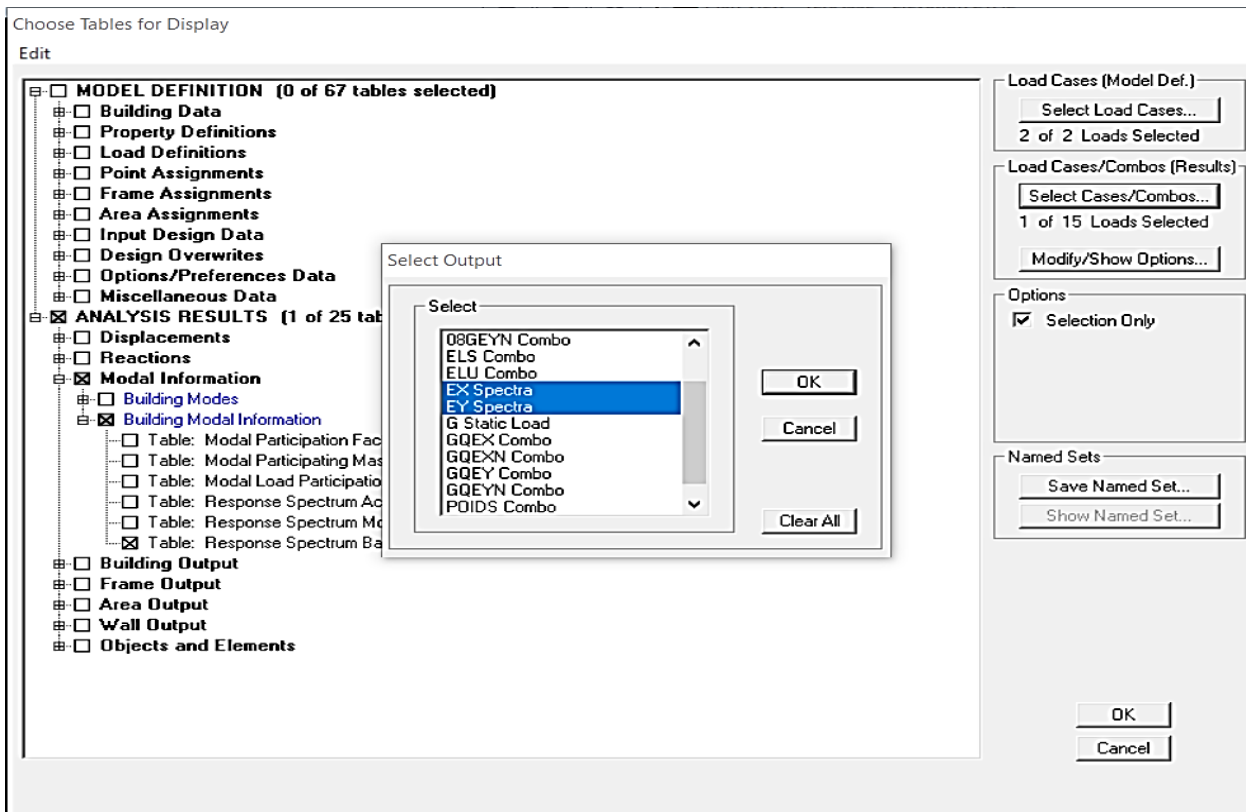 Choose Tables for Display
Edit
MODEL DEFINITION (0 of 67 tables selected)
Building Data
Property Definitions
Load Definitions
Point Assignments
Frame Assignments
Area Assignments
Input Design Data
Design Overwrites
Options/Preferences Data
Miscellaneous Data
ANALYSIS RESULTS (1 of 25 tab
Displacements
Reactions
Modal Information
Building Modes
Building Modal Information
Table: Modal Participation Fac
Table: Modal Participating Mas
Table: Modal Load Participatio
Table: Response Spectrum Ac
Table: Response Spectrum Mo
Table: Response Spectrum Ba
Building Output
Frame Output
Area Output
Wall Output
Objects and Elements
Select Output
Select
08GEYN Combo
ELS Combo
ELU Combo
EX Spectra
EY Spectra
G Static Load
GQEX Combo
GQEXN Combo
GQEY Combo
GQEYN Combo
POIDS Combo
OK
Cancel
Clear All
Load Cases (Model Def.)
Select Load Cases...
2 of 2 Loads Selected
Load Cases/Combos (Results)
Select Cases/Combos...
1 of 15 Loads Selected
Modify/Show Options...
Options
Selection Only
Named Sets
Save Named Set...
Show Named Set...
OK
Cancel